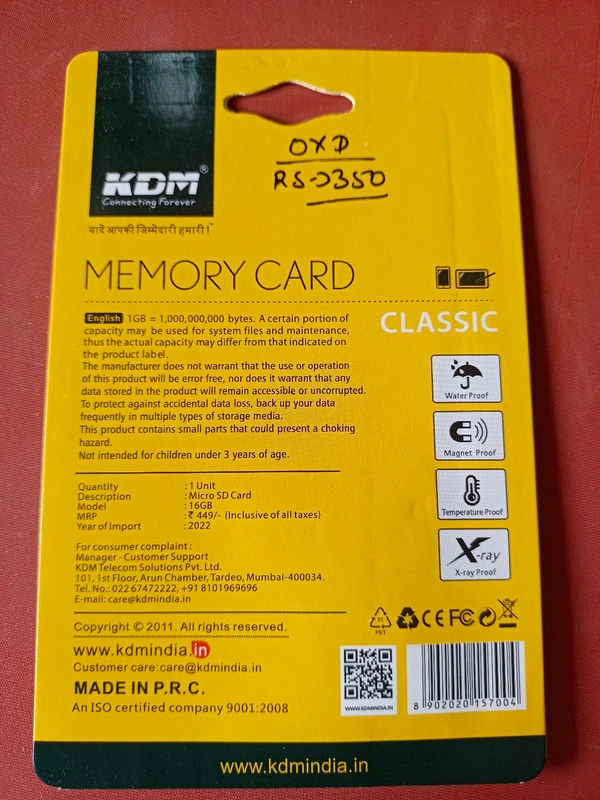 OXD
RS-350
KDM®
Connecting Forever
यादें आपकी जिम्मेदारी हमारी!™
MEMORY CARD
CLASSIC
English 1GB = 1,000,000,000 bytes. A certain portion of
capacity may be used for system files and maintenance,
thus the actual capacity may differ from that indicated on
the product label.
The manufacturer does not warrant that the use or operation
of this product will be error free, nor does it warrant that any
data stored in the product will remain accessible or uncorrupted.
To protect against accidental data loss, back up your data
frequently in multiple types of storage media.
This product contains small parts that could present a choking
hazard.
Not intended for children under 3 years of age.
Water Proof
Magnet Proof
Temperature Proof
X-ray
X-ray Proof
Quantity : 1 Unit
Description : Micro SD Card
Model : 16GB
MRP : ₹ 449/- (Inclusive of all taxes)
Year of import : 2022
For consumer complaint :
Manager - Customer Support
KDM Telecom Solutions Pvt. Ltd.
101, 1st Floor, Arun Chamber, Tardeo, Mumbai-400034.
Tel. No.: 022 67472222, +91 8101969696
E-mail: care@kdmindia.in
Copyright © 2011. All rights reserved.
www.kdmindia.in
Customer care:care@kdmindia.in
MADE IN P.R.C.
An ISO certified company 9001:2008
01
PET
CE FC
WWW.KDMINDIA.IN
8 902020 157004
www.kdmindia.in